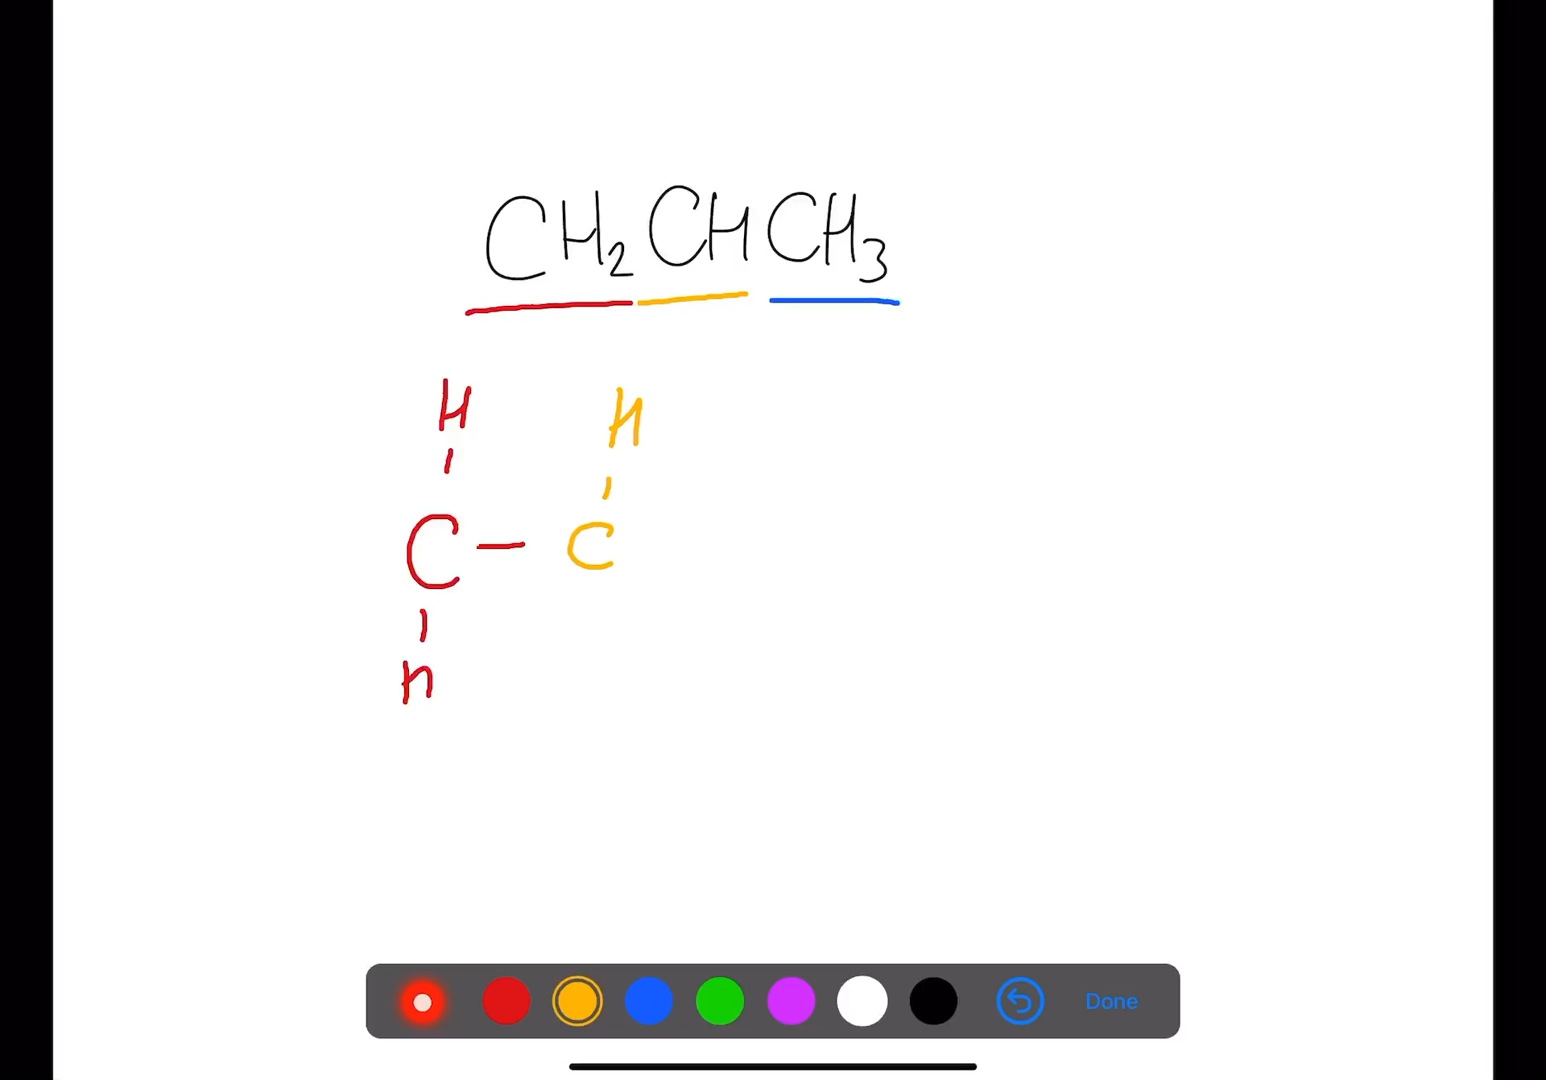 CH₂CHCH₃
H H
C – C
H
Done